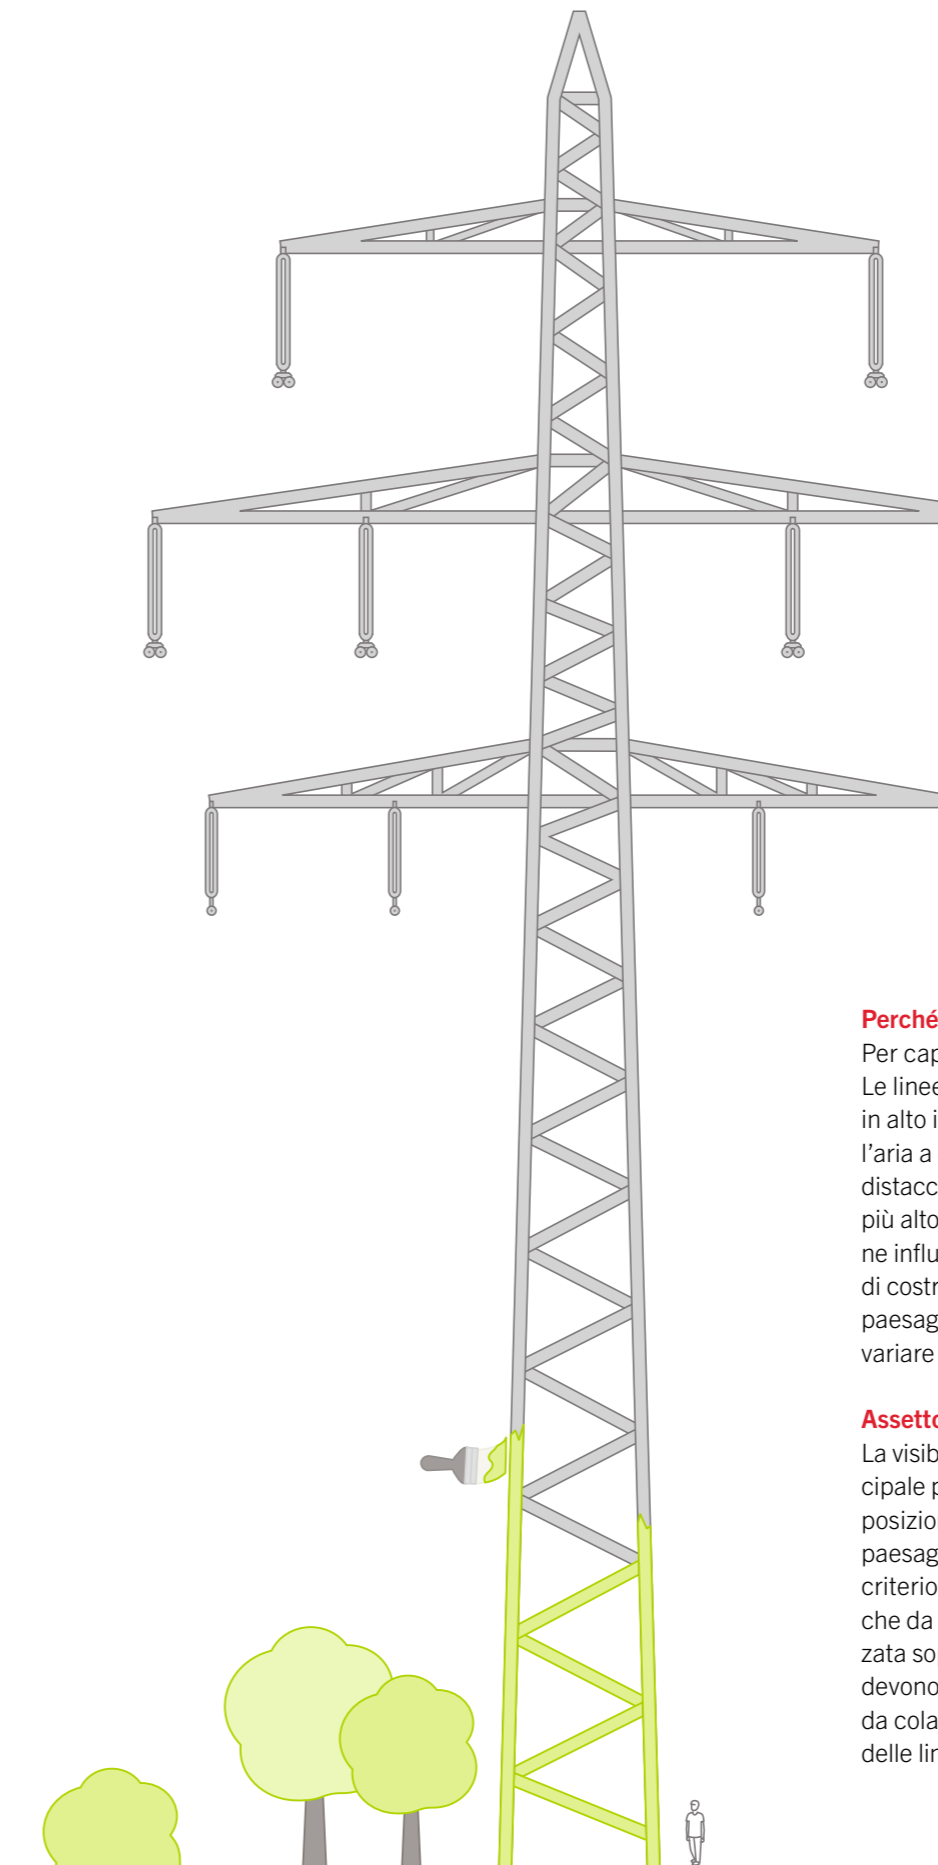 Perché
Per cap
Le linee
in alto i
l’aria a
distacc
più alto
ne influ
di costr
paesag
variare
Assetto
La visib
cipale p
posizio
paesag
criterio
che da
zata so
devono
da cola
delle lin